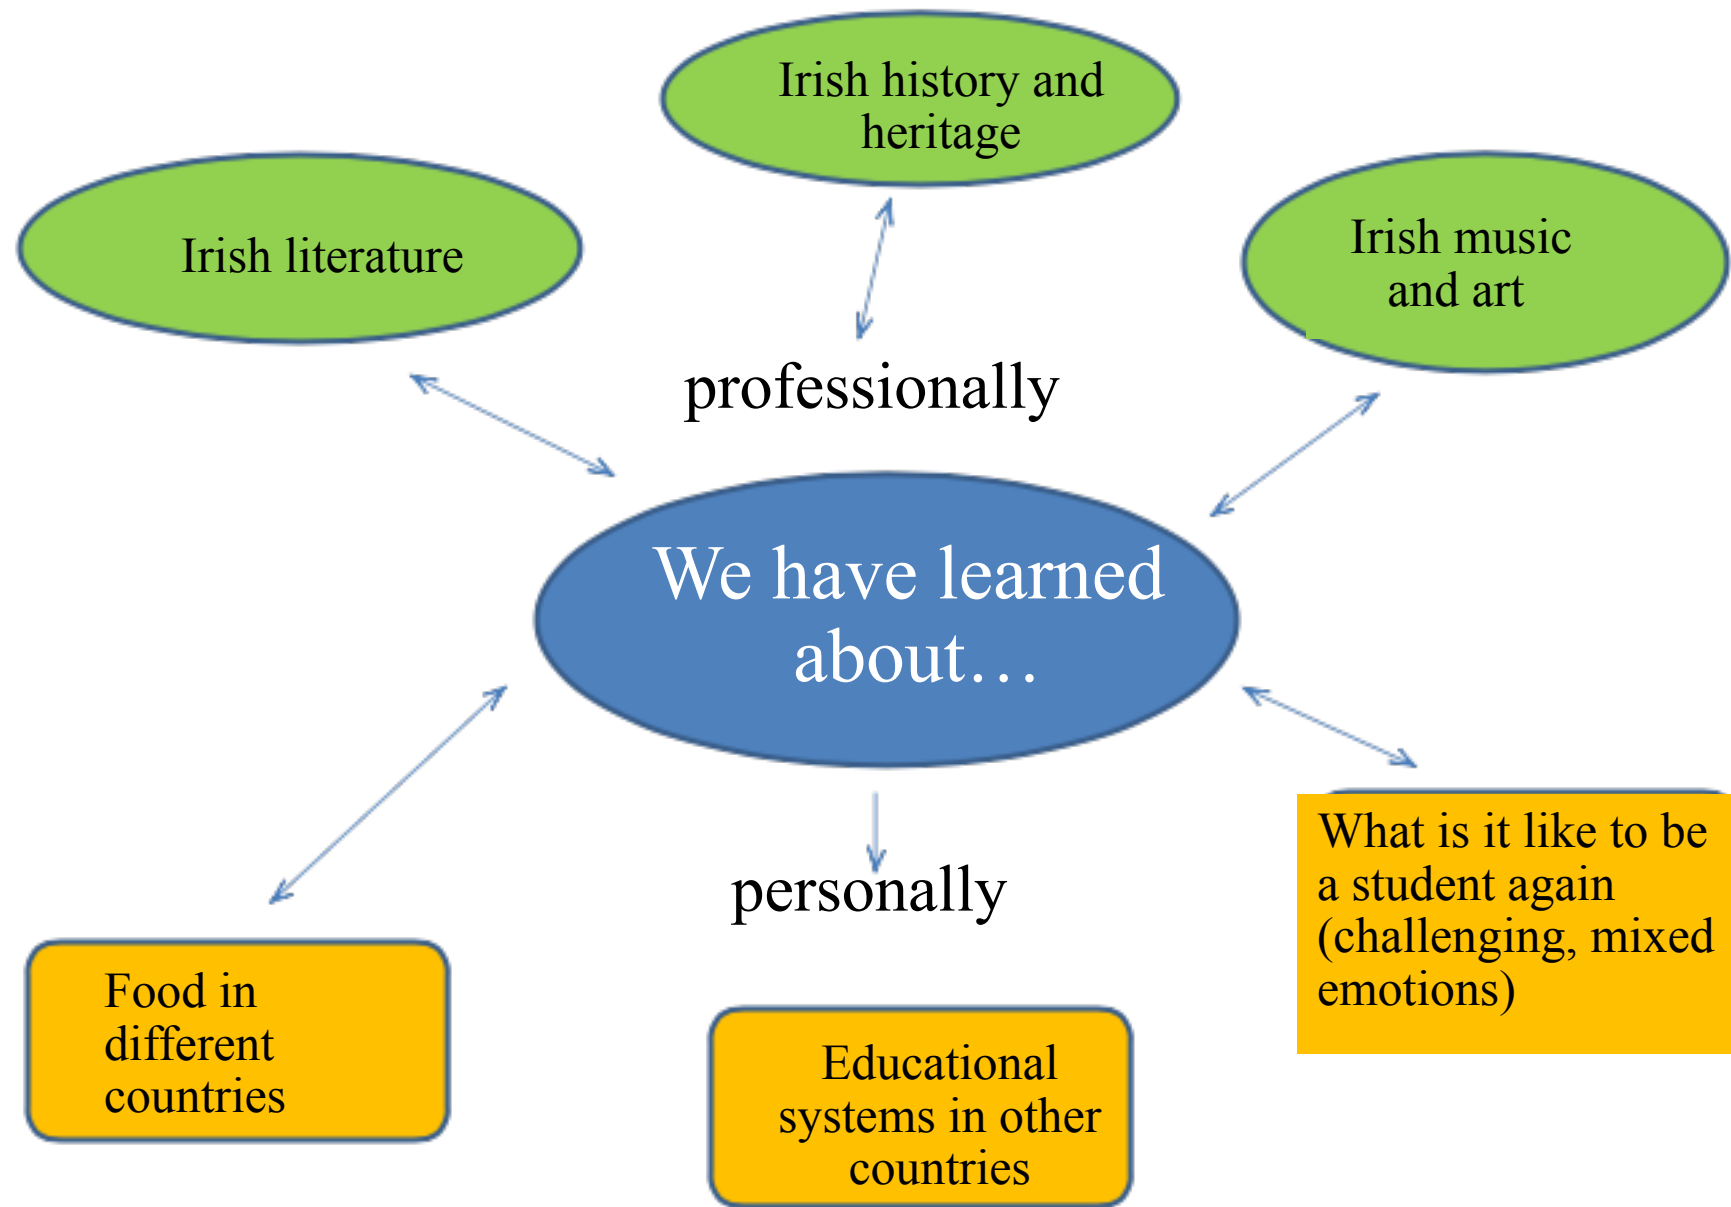 Irish history and
heritage
Irish literature
Irish music
and art
professionally
We have learned
about…
personally
What is it like to be
a student again
(challenging, mixed
emotions)
Food in
different
countries
Educational
systems in other
countries